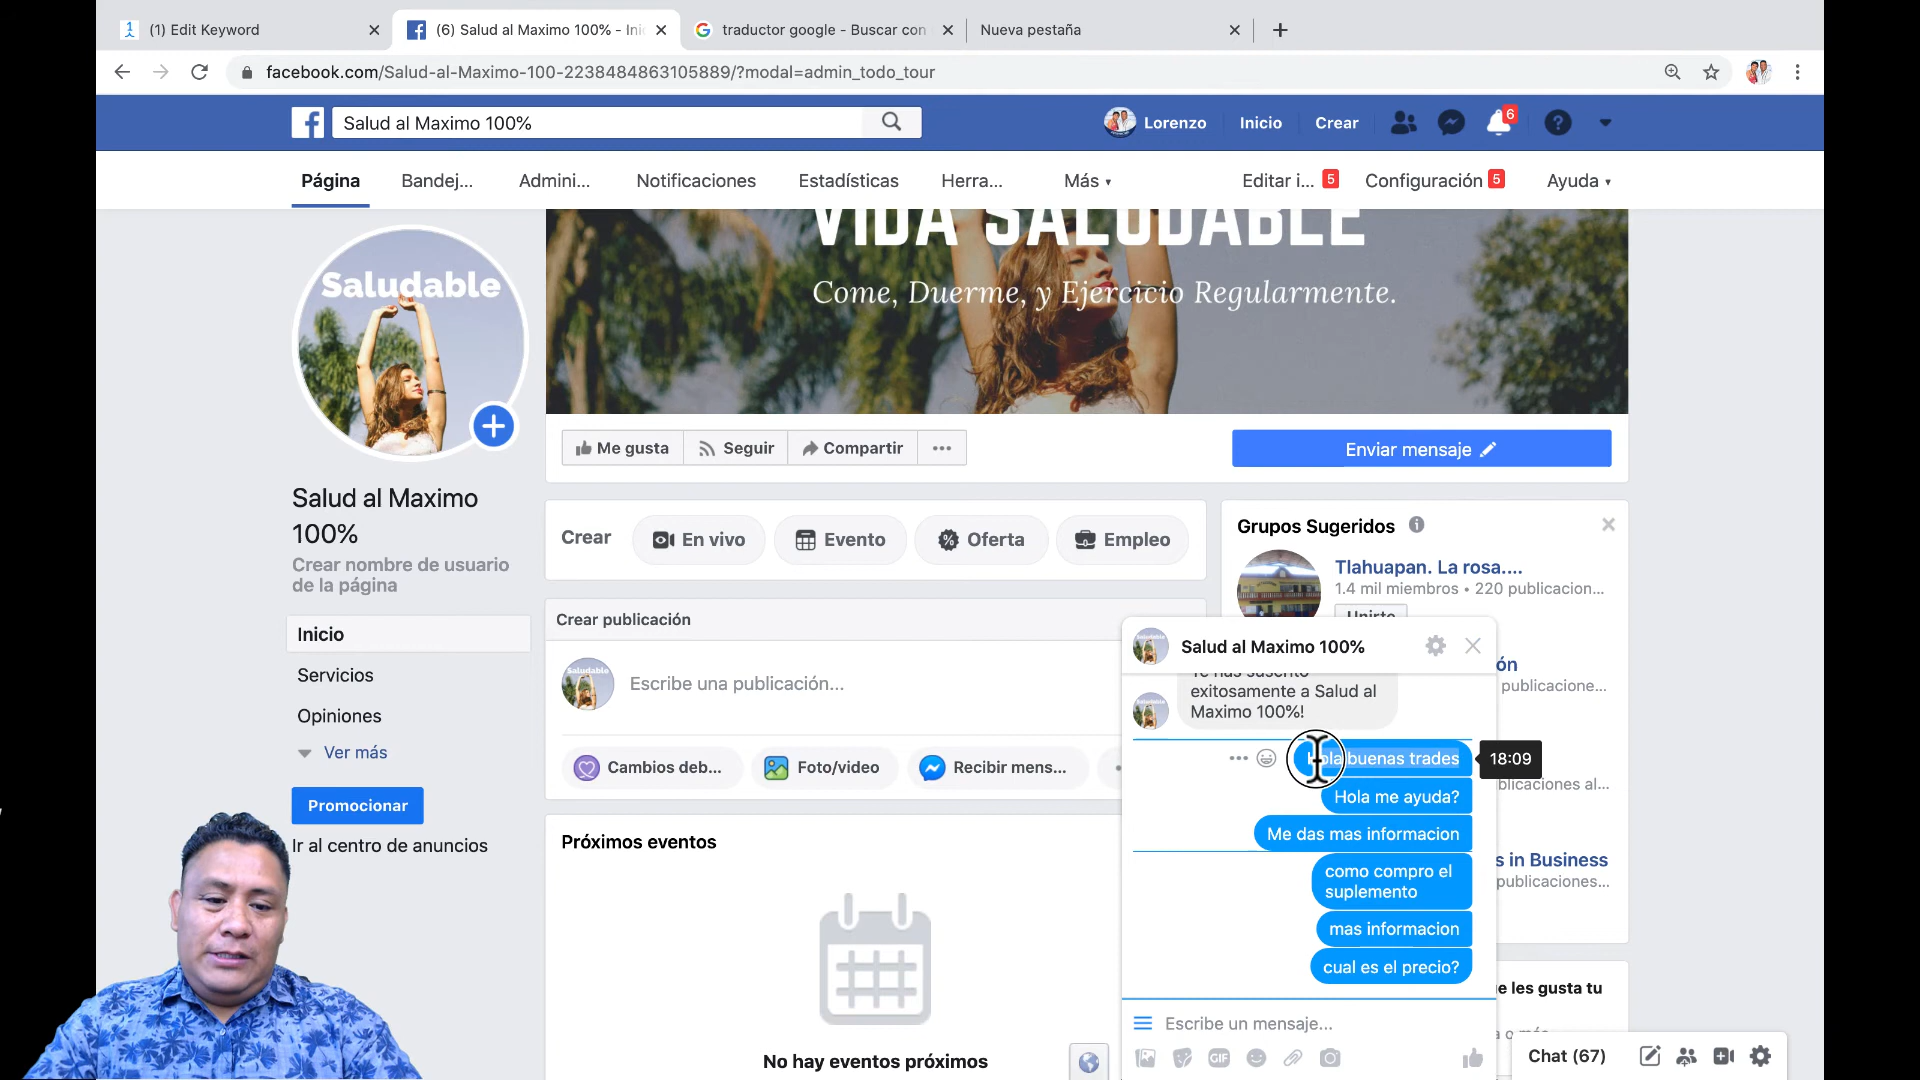 (1) Edit Keyword
(6) Salud al Maximo 100% - Ini
traductor google - Buscar con
Nueva pestaña
facebook.com/Salud-al-Maximo-100-2238484863105889/?modal=admin_todo_tour
Salud al Maximo 100%
Lorenzo
Inicio
Crear
6
Página
Bandej...
Admini...
Notificaciones
Estadísticas
Herra...
Más
Editar i... 5
Configuración 5
Ayuda
VIDA SALUDABLE
Come, Duerme, y Ejercicio Regularmente.
Saludable
Me gusta
Seguir
Compartir
Enviar mensaje
Salud al Maximo
100%
Crear nombre de usuario
de la página
Inicio
Servicios
Opiniones
Ver más
Promocionar
Ir al centro de anuncios
Crear
En vivo
Evento
Oferta
Empleo
Crear publicación
Escribe una publicación...
Cambios deb...
Foto/video
Recibir mens...
Próximos eventos
No hay eventos próximos
Grupos Sugeridos
Tlahuapan. La rosa....
1.4 mil miembros • 220 publicacion...
Unirte
ón
publicacione...
blicaciones al...
s in Business
publicaciones...
e les gusta tu
Salud al Maximo 100%
exitosamente a Salud al
Maximo 100%!
Hola buenas trades
18:09
Hola me ayuda?
Me das mas informacion
como compro el
suplemento
mas informacion
cual es el precio?
Escribe un mensaje...
GIF
Chat (67)